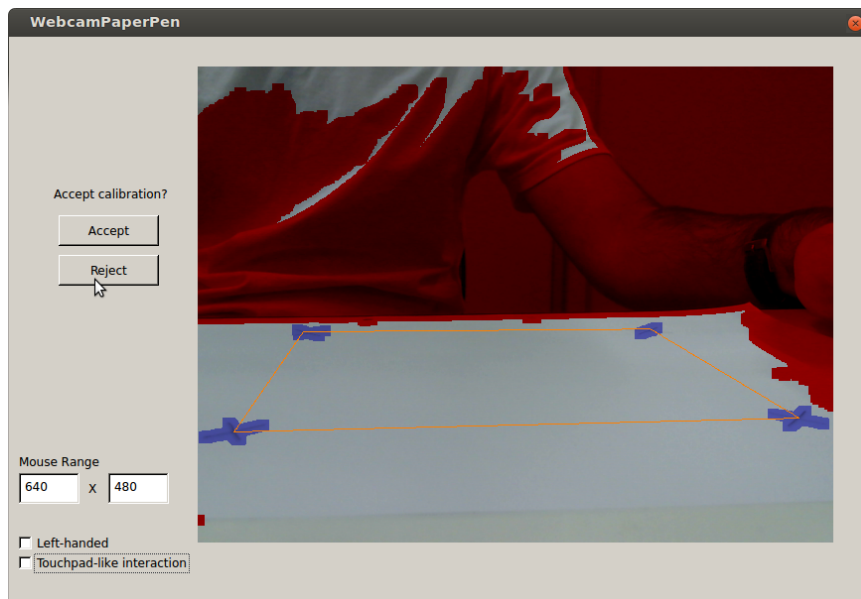 WebcamPaperPen
Accept calibration?
Accept
Reject
Mouse Range
640 X 480
Left-handed
Touchpad-like interaction